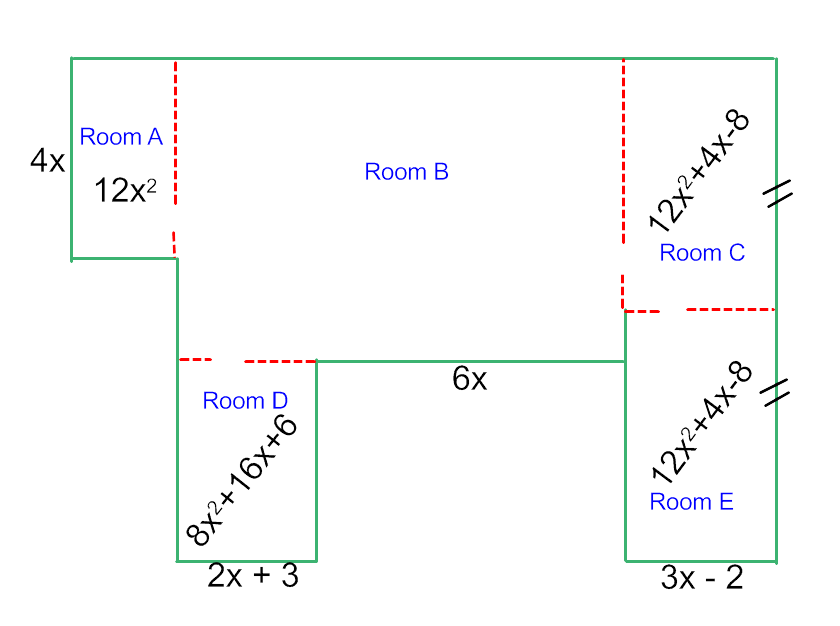 Room A
4x
12x²
Room B
12x²+4x-8
Room C
6x
Room D
8x²+16x+6
2x + 3
12x²+4x-8
Room E
3x - 2